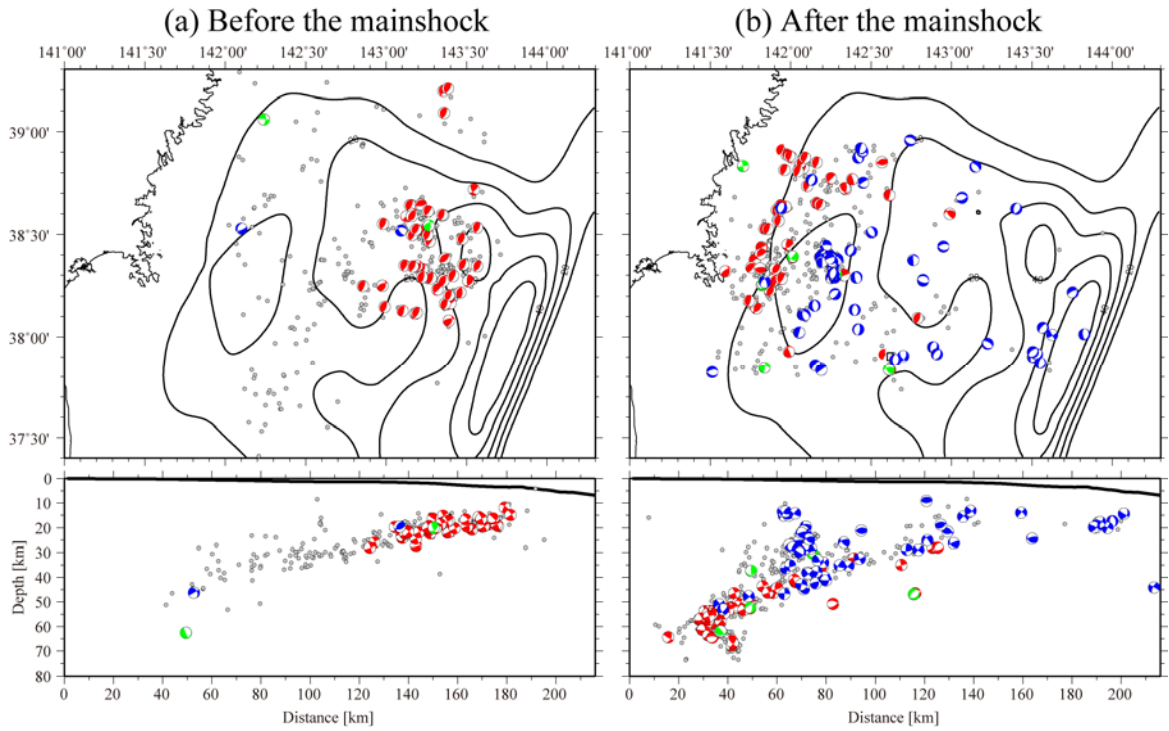 (a) Before the mainshock
(b) After the mainshock
141°00' 141°30' 142°00' 142°30' 143°00' 143°30' 144°00'
141°30' 142°00' 142°30' 143°00' 143°30' 144°00'
39°00'
38°30'
38°00'
37°30'
20
20
40
Depth [km]
0
10
20
30
40
50
60
70
80
0 20 40 60 80 100 120 140 160 180 200
Distance [km]
0 20 40 60 80 100 120 140 160 180 200
Distance [km]